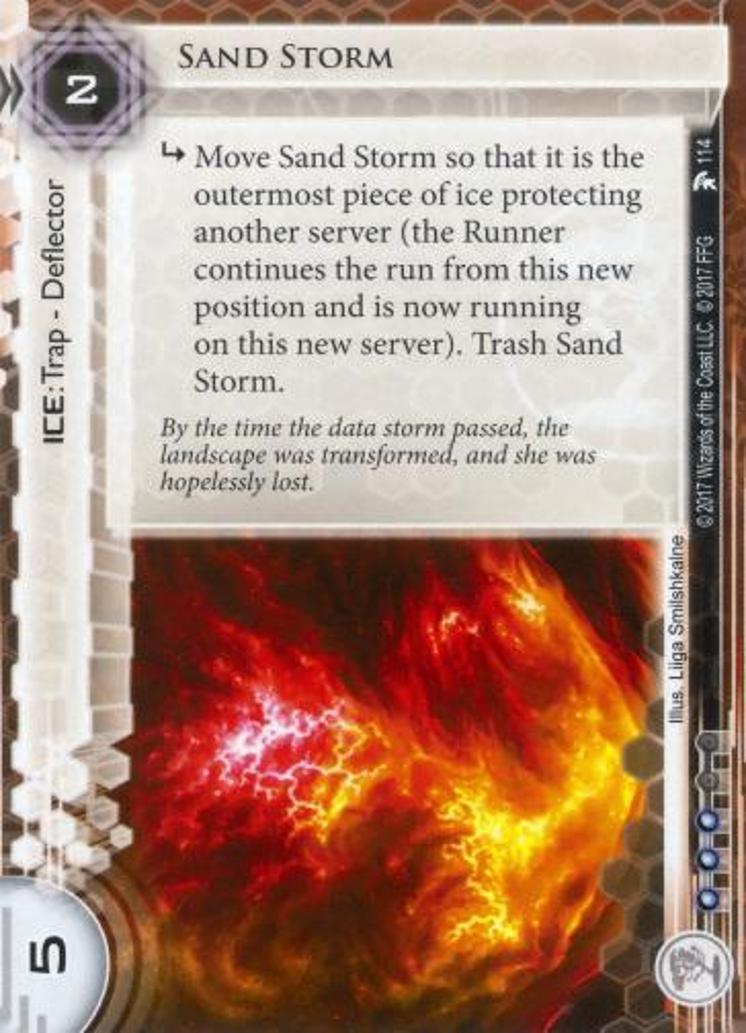 SAND STORM
2
ICE: Trap - Deflector
↳ Move Sand Storm so that it is the
outermost piece of ice protecting
another server (the Runner
continues the run from this new
position and is now running
on this new server). Trash Sand
Storm.
By the time the data storm passed, the
landscape was transformed, and she was
hopelessly lost.
114
© 2017 Wizards of the Coast LLC. © 2017 FFG
Illus. Liiga Smilshkalne
5